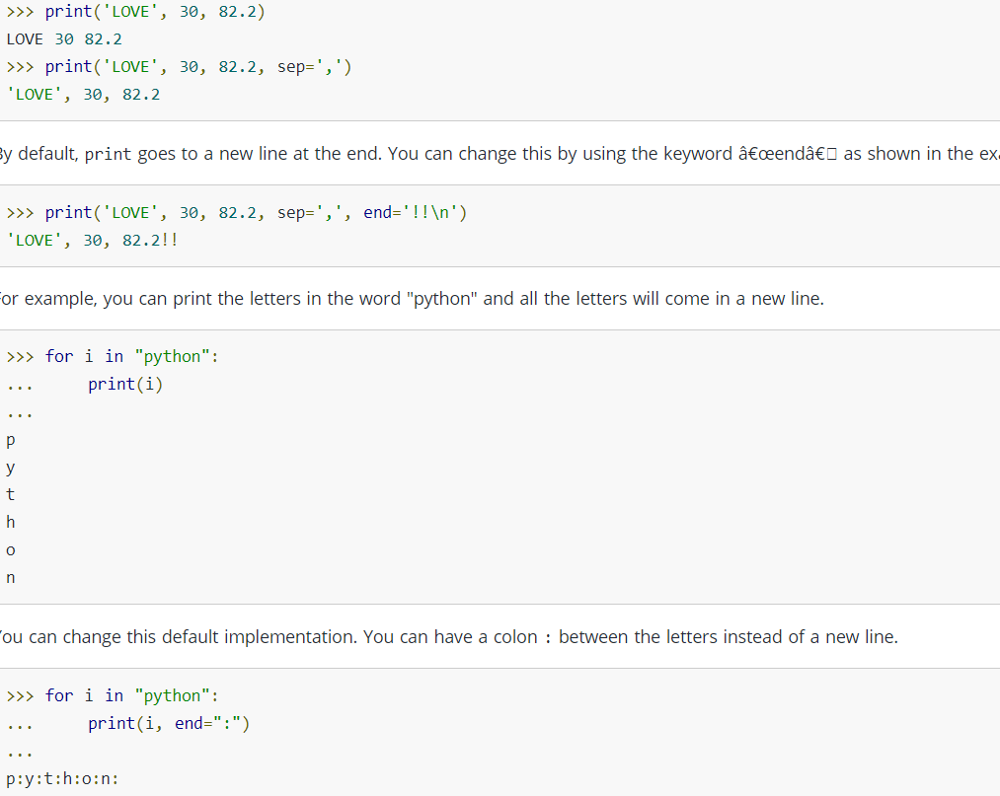 >>> print('LOVE', 30, 82.2)
LOVE 30 82.2
>>> print('LOVE', 30, 82.2, sep=',')
'LOVE', 30, 82.2
By default, print goes to a new line at the end. You can change this by using the keyword â€œendâ€□ as shown in the
>>> print('LOVE', 30, 82.2, sep=',', end='!!\n')
'LOVE', 30, 82.2!!
For example, you can print the letters in the word "python" and all the letters will come in a new line.
>>> for i in "python":
...     print(i)
...
p
y
t
h
o
n
You can change this default implementation. You can have a colon : between the letters instead of a new line.
>>> for i in "python":
...     print(i, end=":")
...
p:y:t:h:o:n: